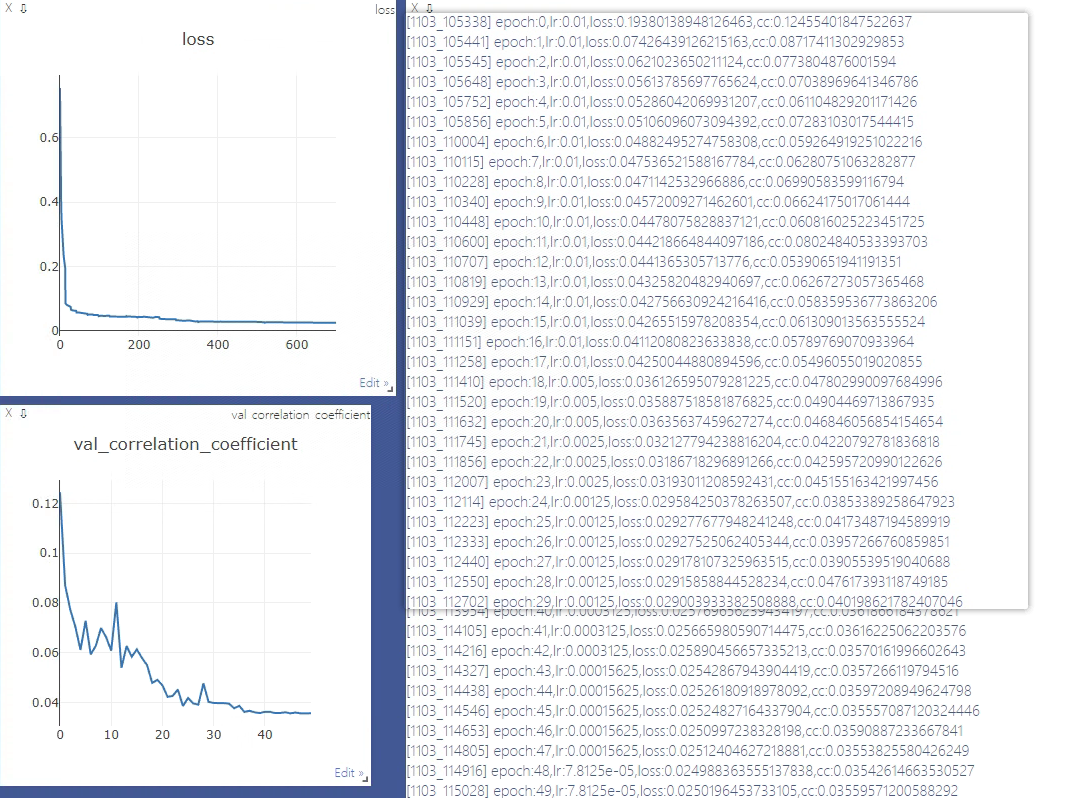 X ⇩ loss
loss
0.6
0.4
0.2
0
0 200 400 600
Edit »
X ⇩ val correlation coefficient
val_correlation_coefficient
0.12
0.1
0.08
0.06
0.04
0 10 20 30 40
Edit »
X ⇩
[1103_105338] epoch:0,lr:0.01,loss:0.19380138948126463,cc:0.12455401847522637
[1103_105441] epoch:1,lr:0.01,loss:0.07426439126215163,cc:0.08717411302929853
[1103_105545] epoch:2,lr:0.01,loss:0.0621023650211124,cc:0.0773804876001594
[1103_105648] epoch:3,lr:0.01,loss:0.05613785697765624,cc:0.07038969641346786
[1103_105752] epoch:4,lr:0.01,loss:0.05286042069931207,cc:0.061104829201171426
[1103_105856] epoch:5,lr:0.01,loss:0.05106096073094392,cc:0.07283103017544415
[1103_110004] epoch:6,lr:0.01,loss:0.04882495274758308,cc:0.059264919251022216
[1103_110115] epoch:7,lr:0.01,loss:0.047536521588167784,cc:0.06280751063282877
[1103_110228] epoch:8,lr:0.01,loss:0.0471142532966886,cc:0.06990583599116794
[1103_110340] epoch:9,lr:0.01,loss:0.04572009271462601,cc:0.06624175017061444
[1103_110448] epoch:10,lr:0.01,loss:0.04478075828837121,cc:0.060816025223451725
[1103_110600] epoch:11,lr:0.01,loss:0.044218664844097186,cc:0.08024840533393703
[1103_110707] epoch:12,lr:0.01,loss:0.0441365305713776,cc:0.05390651941191351
[1103_110819] epoch:13,lr:0.01,loss:0.04325820482940697,cc:0.06267273057365468
[1103_110929] epoch:14,lr:0.01,loss:0.042756630924216416,cc:0.058359536773863206
[1103_111039] epoch:15,lr:0.01,loss:0.04265515978208354,cc:0.061309013563555524
[1103_111151] epoch:16,lr:0.01,loss:0.04112080823633838,cc:0.05789769070933964
[1103_111258] epoch:17,lr:0.01,loss:0.04250044880894596,cc:0.05496055019020855
[1103_111410] epoch:18,lr:0.005,loss:0.036126595079281225,cc:0.047802990097684996
[1103_111520] epoch:19,lr:0.005,loss:0.035887518581876825,cc:0.04904469713867935
[1103_111632] epoch:20,lr:0.005,loss:0.03635637459627274,cc:0.046846056854154654
[1103_111745] epoch:21,lr:0.0025,loss:0.032127794238816204,cc:0.04220792781836818
[1103_111856] epoch:22,lr:0.0025,loss:0.03186718296891266,cc:0.042595720990122626
[1103_112007] epoch:23,lr:0.0025,loss:0.03193011208592431,cc:0.045155163421997456
[1103_112114] epoch:24,lr:0.00125,loss:0.029584250378263507,cc:0.03853389258647923
[1103_112223] epoch:25,lr:0.00125,loss:0.029277677948241248,cc:0.04173487194589919
[1103_112333] epoch:26,lr:0.00125,loss:0.02927525062405344,cc:0.03957266760859851
[1103_112440] epoch:27,lr:0.00125,loss:0.029178107325963515,cc:0.03905539519040688
[1103_112550] epoch:28,lr:0.00125,loss:0.02915858844528234,cc:0.047617393118749185
[1103_112702] epoch:29,lr:0.00125,loss:0.029003933382508888,cc:0.040198621782407046
[1103_114105] epoch:41,lr:0.0003125,loss:0.025665980590714475,cc:0.03616225062203576
[1103_114216] epoch:42,lr:0.0003125,loss:0.025890456657335213,cc:0.03570161996602643
[1103_114327] epoch:43,lr:0.00015625,loss:0.02542867943904419,cc:0.0357266119794516
[1103_114438] epoch:44,lr:0.00015625,loss:0.02526180918978092,cc:0.03597208949624798
[1103_114546] epoch:45,lr:0.00015625,loss:0.02524827164337904,cc:0.035557087120324446
[1103_114653] epoch:46,lr:0.00015625,loss:0.0250997238328198,cc:0.03590887233667841
[1103_114805] epoch:47,lr:0.00015625,loss:0.02512404627218881,cc:0.03553825580426249
[1103_114916] epoch:48,lr:7.8125e-05,loss:0.024988363555137838,cc:0.03542614663530527
[1103_115028] epoch:49,lr:7.8125e-05,loss:0.0250196453733105,cc:0.03559571200588292